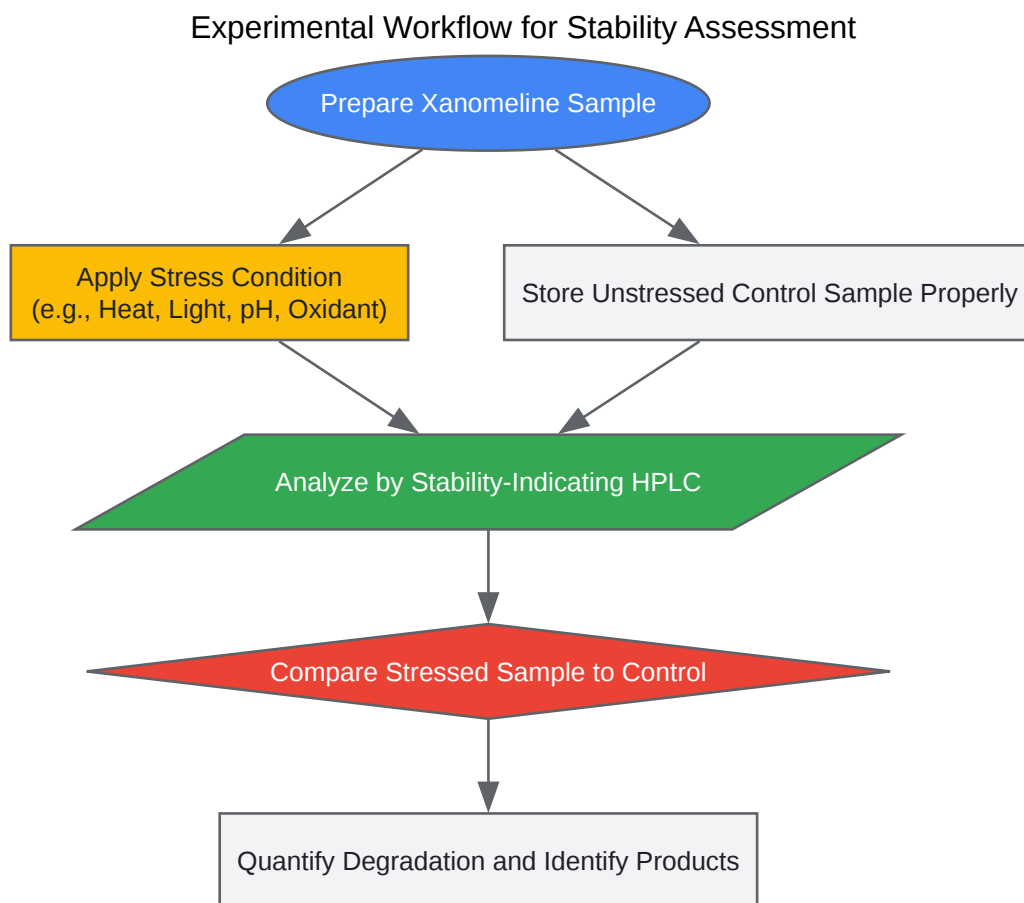 Experimental Workflow for Stability Assessment
Prepare Xanomeline Sample
Apply Stress Condition
(e.g., Heat, Light, pH, Oxidant)
Store Unstressed Control Sample Properly
Analyze by Stability-Indicating HPLC
Compare Stressed Sample to Control
Quantify Degradation and Identify Products